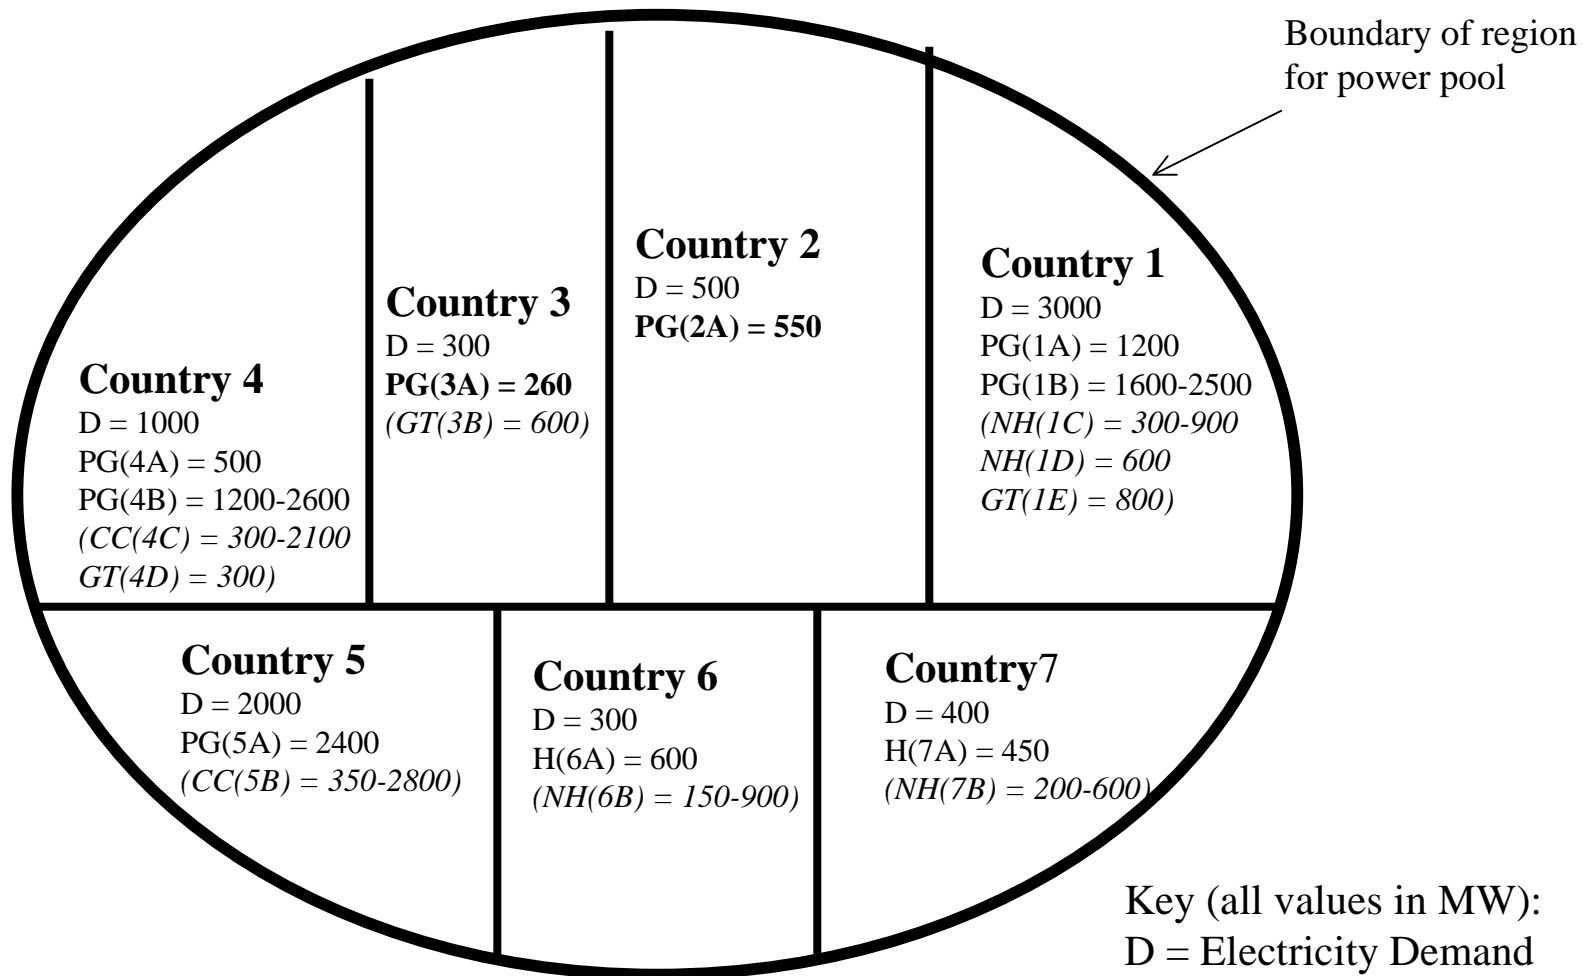 Boundary of region
for power pool
Country 4
D = 1000
PG(4A) = 500
PG(4B) = 1200-2600
(CC(4C) = 300-2100
GT(4D) = 300)
Country 3
D = 300
PG(3A) = 260
(GT(3B) = 600)
Country 2
D = 500
PG(2A) = 550
Country 1
D = 3000
PG(1A) = 1200
PG(1B) = 1600-2500
(NH(1C) = 300-900
NH(1D) = 600
GT(1E) = 800)
Country 5
D = 2000
PG(5A) = 2400
(CC(5B) = 350-2800)
Country 6
D = 300
H(6A) = 600
(NH(6B) = 150-900)
Country7
D = 400
H(7A) = 450
(NH(7B) = 200-600)
Key (all values in MW):
D = Electricity Demand